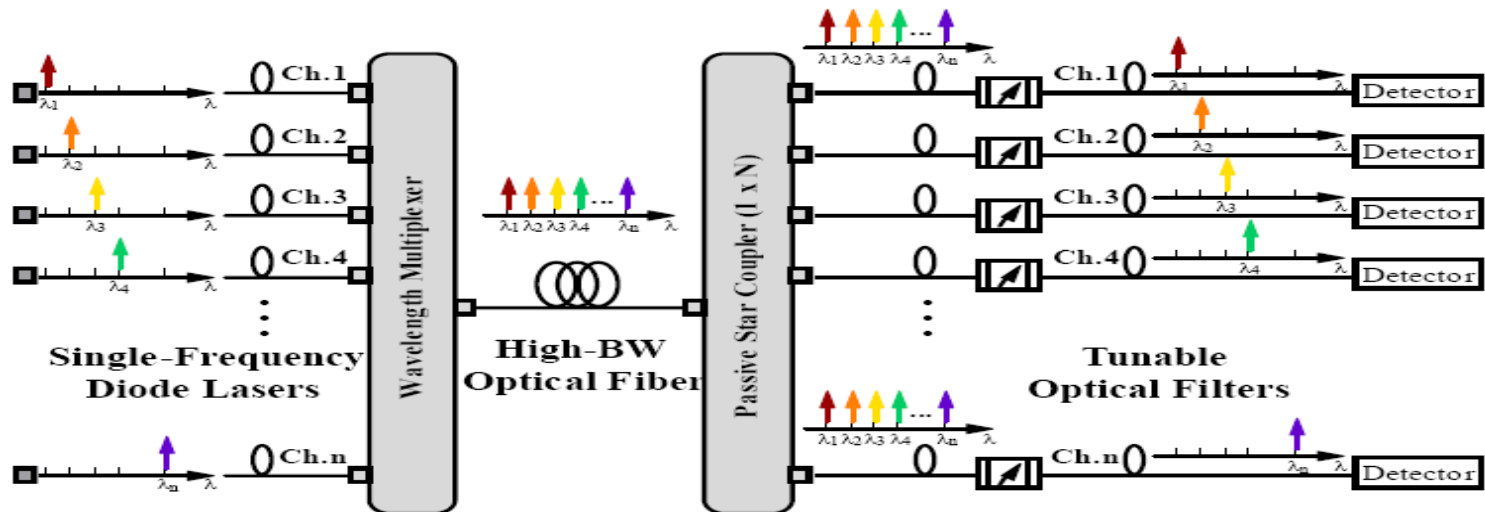 λ1 λ2 λ3 λ4 ... λn λ
Ch.1
λ1 λ
Ch.1
λ1 λ
Detector
Ch.2
λ2 λ
Ch.2
λ2 λ
Detector
Ch.3
λ3 λ
λ1 λ2 λ3 λ4 ... λn λ
Ch.3
λ3 λ
Detector
Ch.4
λ4 λ
Ch.4
λ4 λ
Detector
Wavelength Multiplexer
Passive Star Coupler (1 x N)
Single-Frequency
Diode Lasers
High-BW
Optical Fiber
Tunable
Optical Filters
λ1 λ2 λ3 λ4 ... λn λ
Ch.n
λn λ
Ch.n
λn λ
Detector